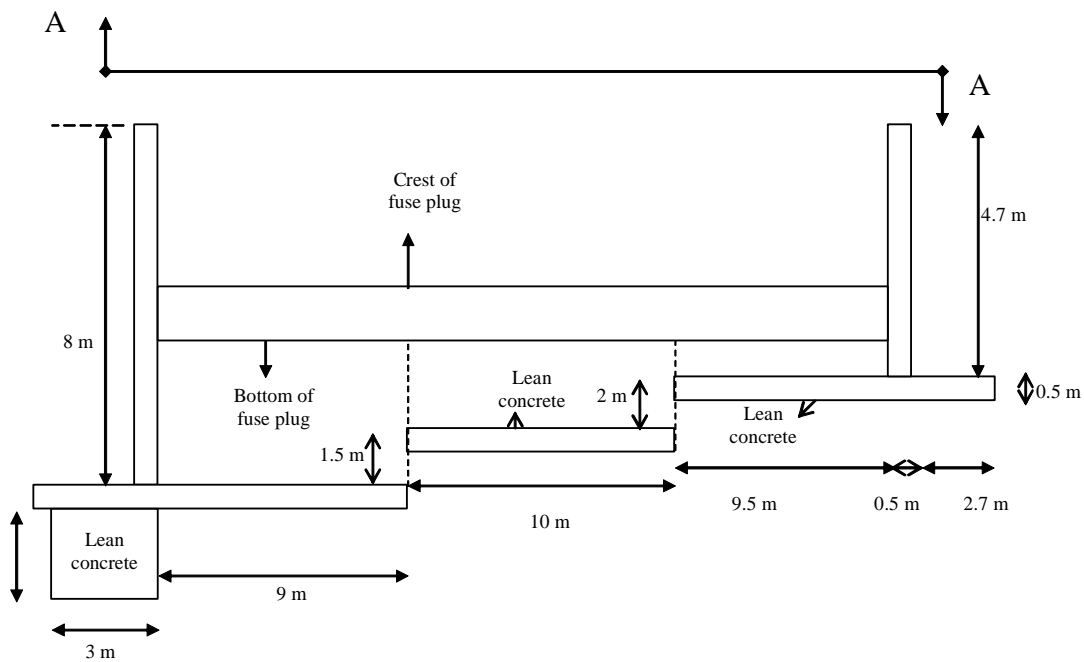 A
A
Crest of
fuse plug
4.7 m
8 m
Bottom of
fuse plug
Lean
concrete
2 m
0.5 m
Lean
concrete
1.5 m
9.5 m
0.5 m
2.7 m
10 m
Lean
concrete
9 m
3 m